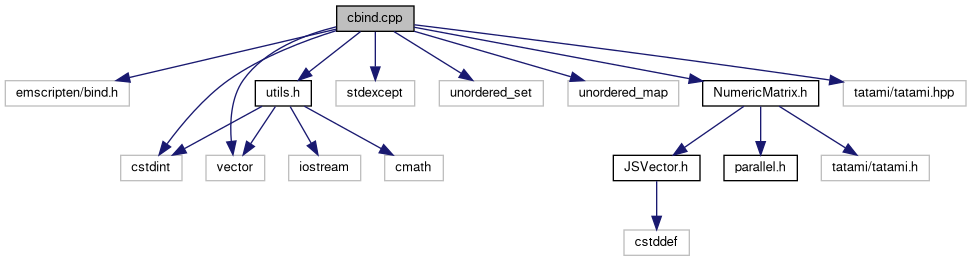 cbind.cpp
emscripten/bind.h
utils.h
stdexcept
unordered_set
unordered_map
NumericMatrix.h
tatami/tatami.hpp
cstdint
vector
iostream
cmath
JSVector.h
parallel.h
tatami/tatami.h
cstddef